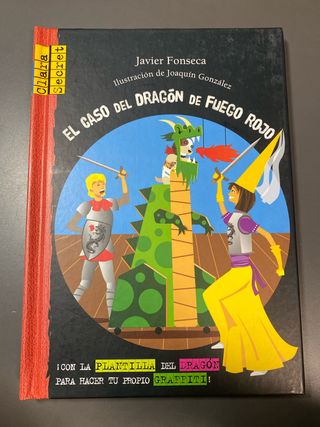 Clara
Secret
Javier Fonseca
Ilustración de Joaquín González
EL CASO DEL DRAGÓN DE FUEGO ROJO
¡CON LA PLANTILLA DEL DRAGÓN
PARA HACER TU PROPIO GRAFFITI!